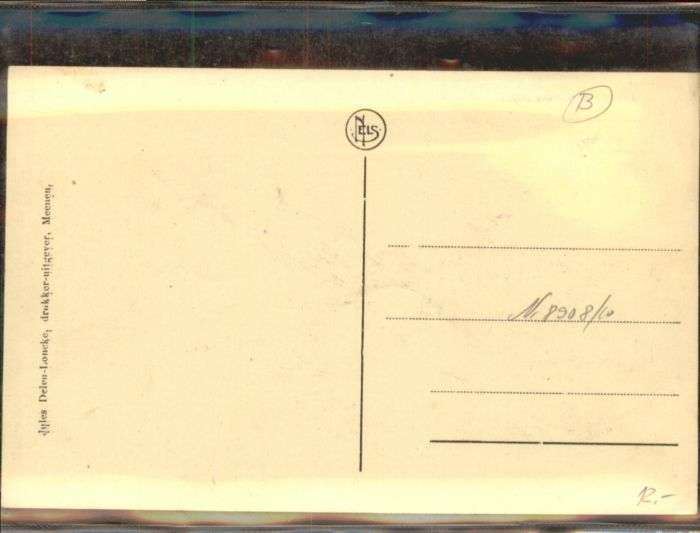 B
NELS
Jules Delen-Loncke, drukker-uitgever, Meenen.
N. 8908/10
12.-